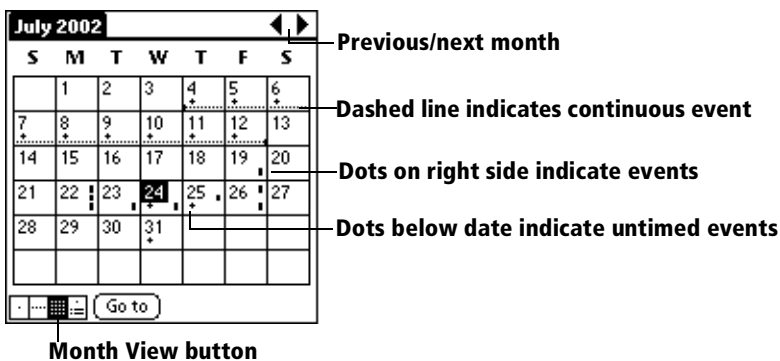 July 2002
Previous/next month
S M T W T F S
1 2 3 4 5 6
Dashed line indicates continuous event
7 8 9 10 11 12 13
14 15 16 17 18 19 20
Dots on right side indicate events
21 22 23 24 25 26 27
Dots below date indicate untimed events
28 29 30 31
Go to
Month View button